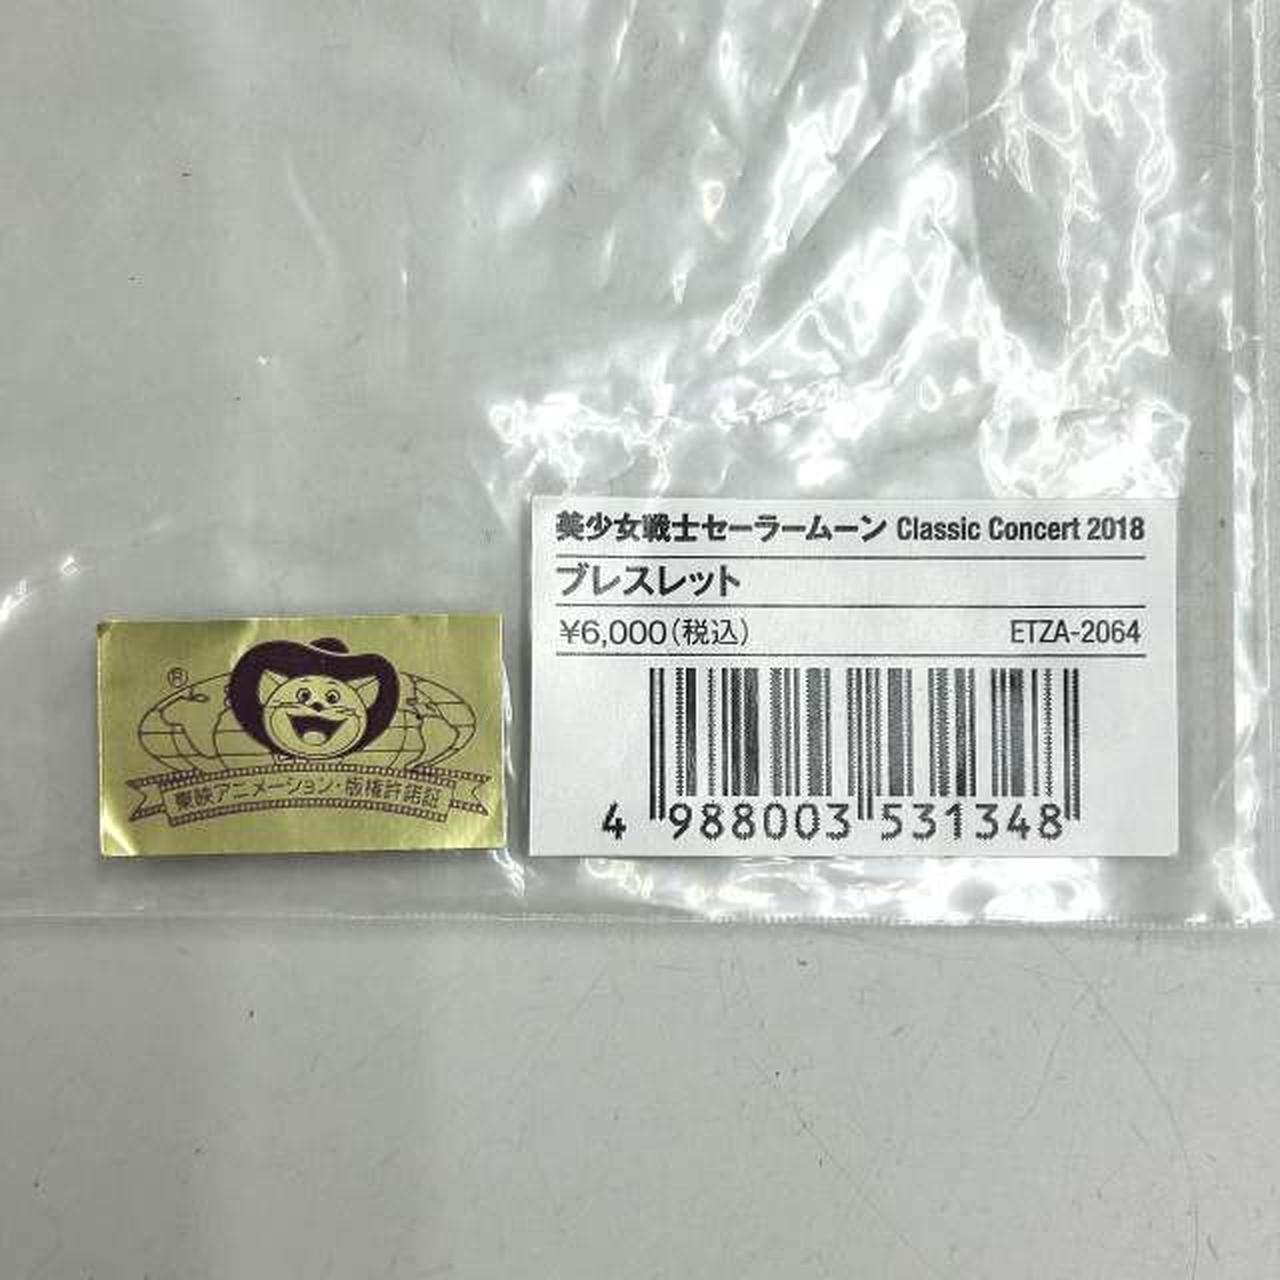 美少女戦士セーラームーン Classic Concert 2018
ブレスレット
¥6,000(税込) ETZA-2064
4 988003 531348
®
東映アニメーション・版権許諾証